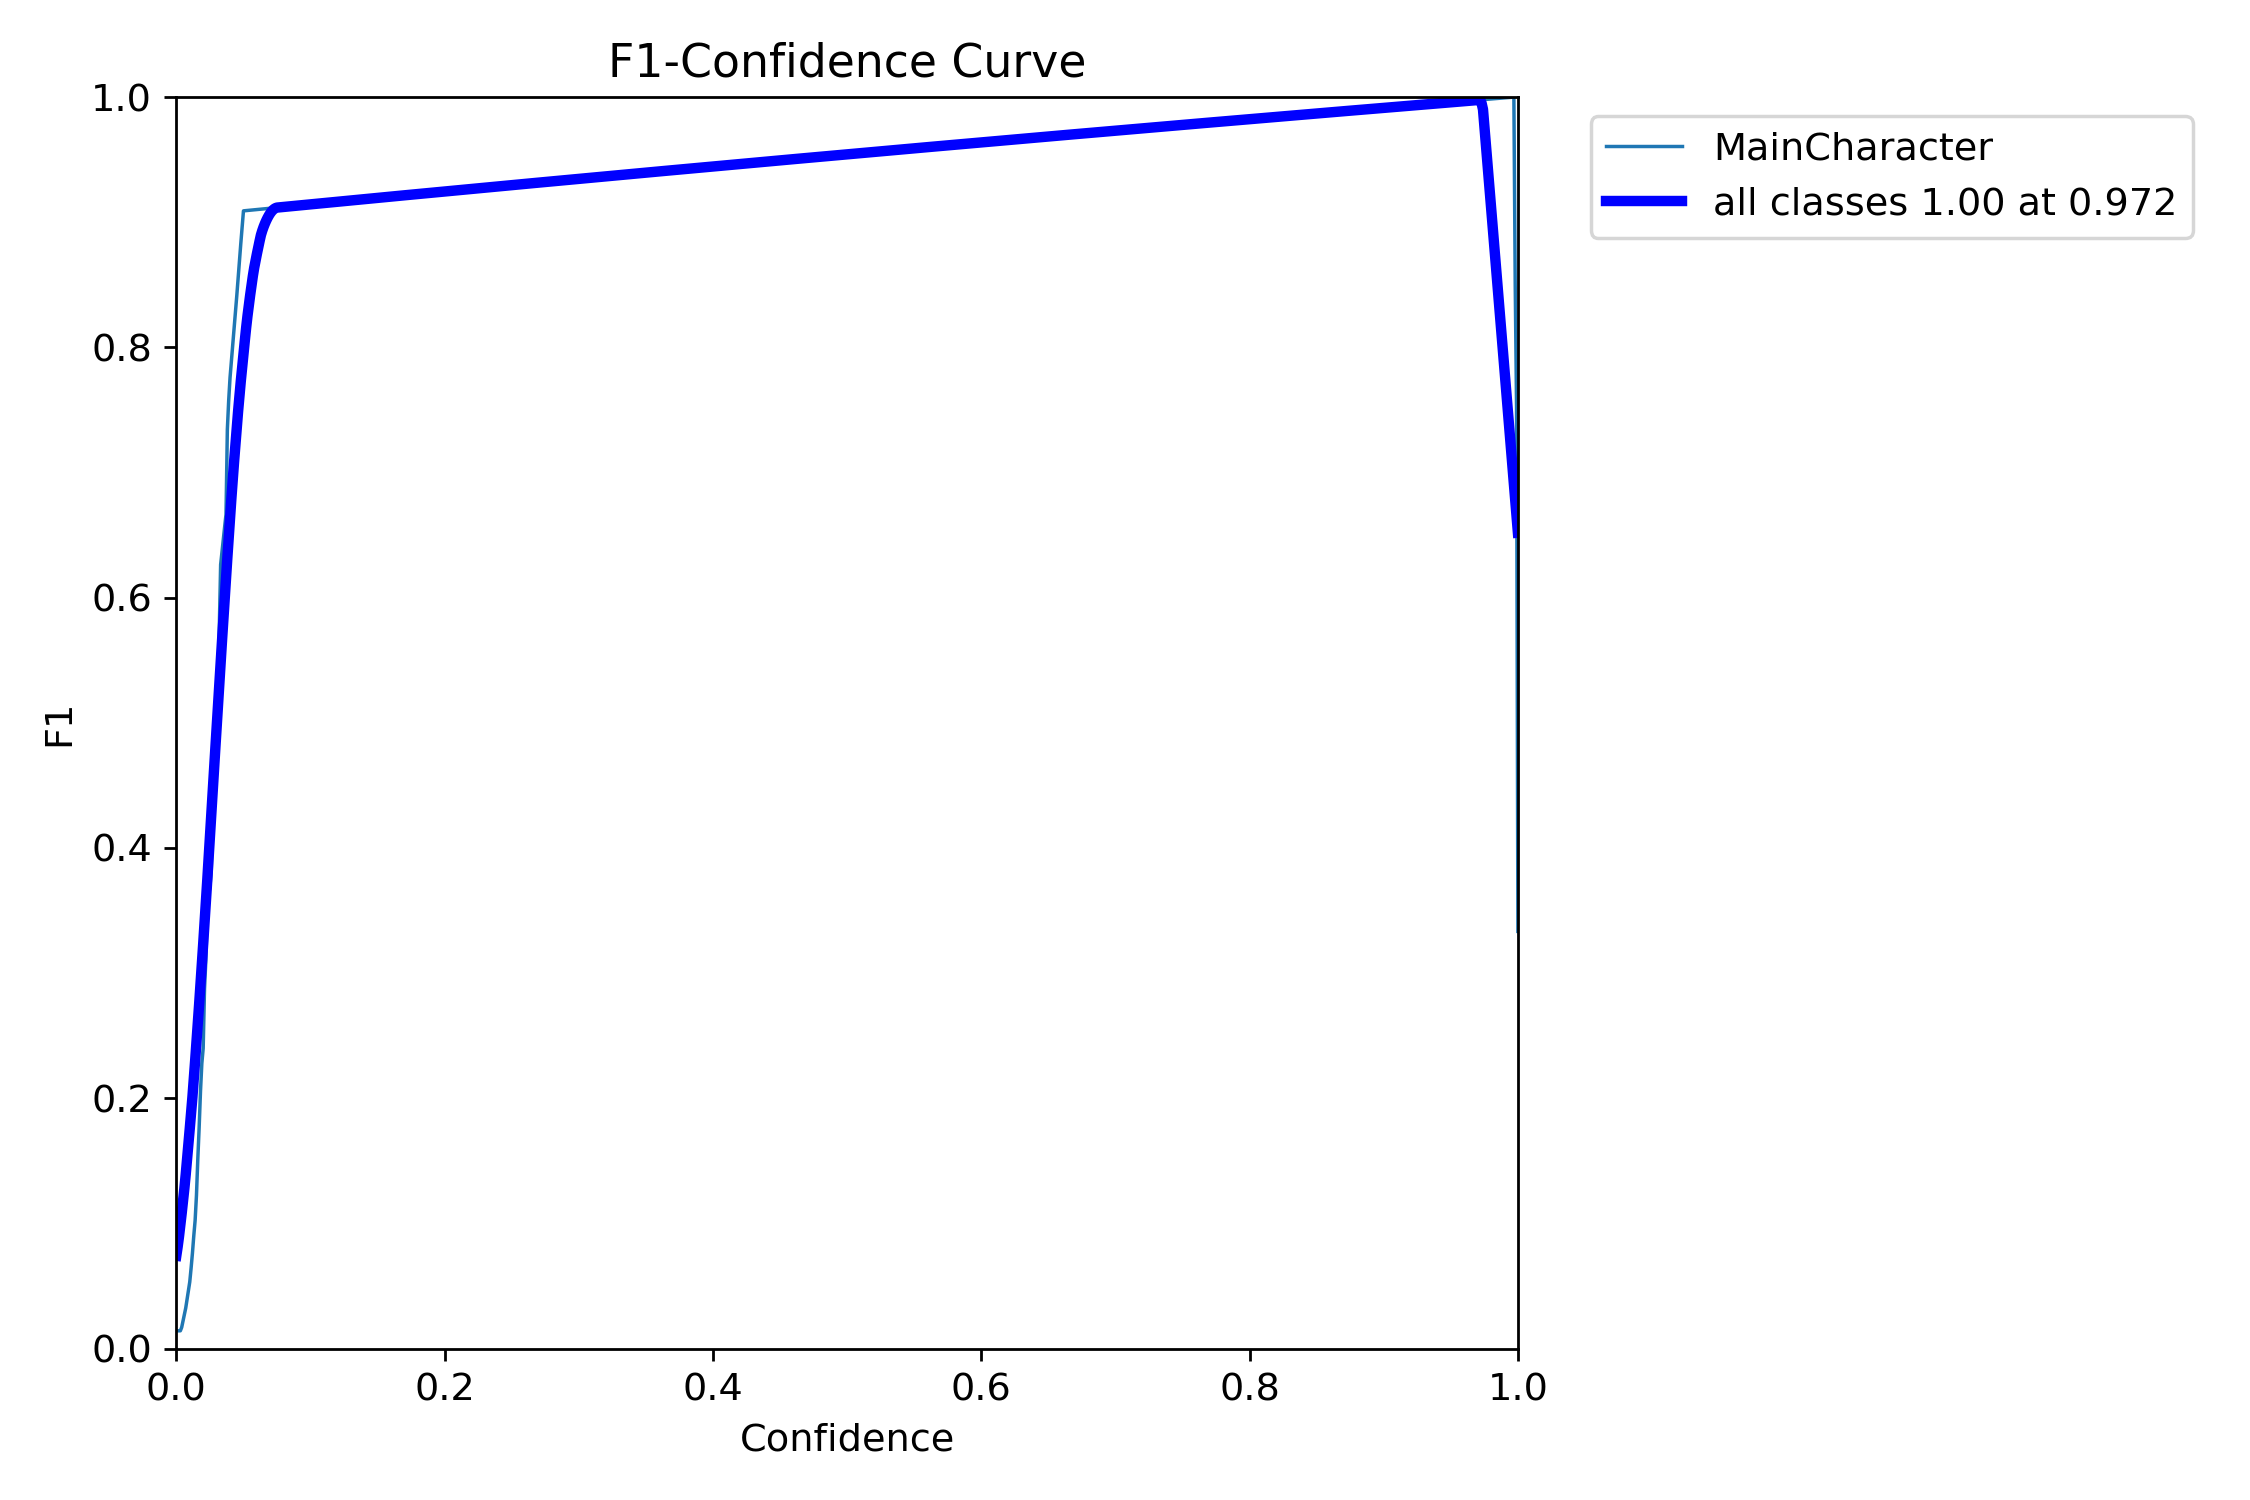 F1-Confidence Curve
MainCharacter
all classes 1.00 at 0.972
1.0
0.8
0.6
0.4
0.2
0.0
F1
0.0 0.2 0.4 0.6 0.8 1.0
Confidence